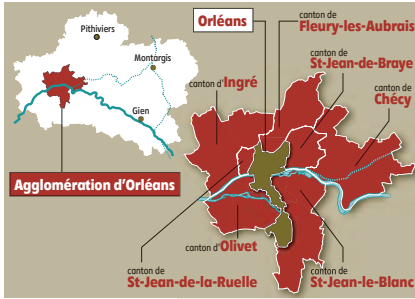 Pithiviers
Montargis
Gien
Agglomération d'Orléans
Orléans
canton de
Fleury-les-Aubrais
canton de
St-Jean-de-Braye
canton de
Chécy
canton d'Ingré
canton d'Olivet
canton de
St-Jean-de-la-Ruelle
canton de
St-Jean-le-Blanc